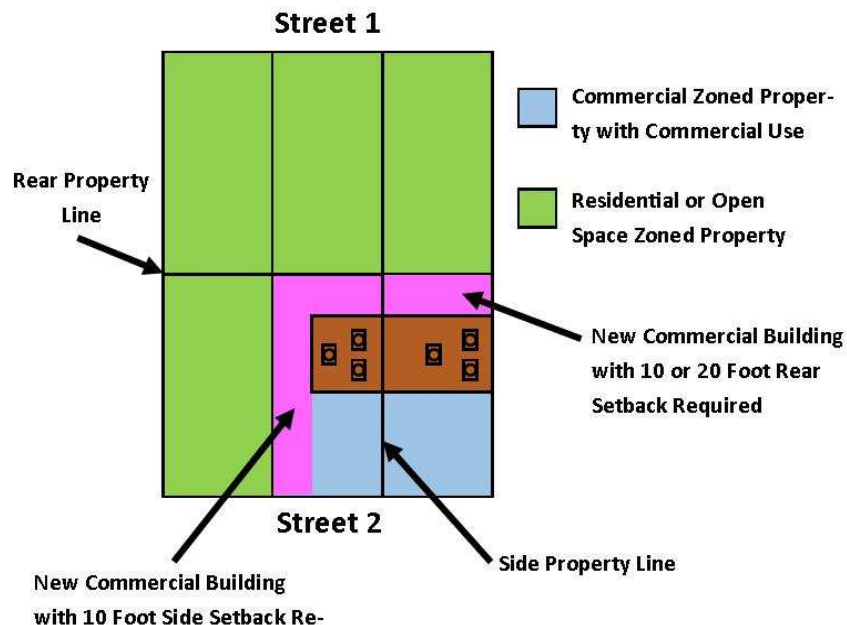 Street 1
Commercial Zoned Proper-
ty with Commercial Use
Rear Property
Line
Residential or Open
Space Zoned Property
New Commercial Building
with 10 or 20 Foot Rear
Setback Required
Street 2
Side Property Line
New Commercial Building
with 10 Foot Side Setback Re-